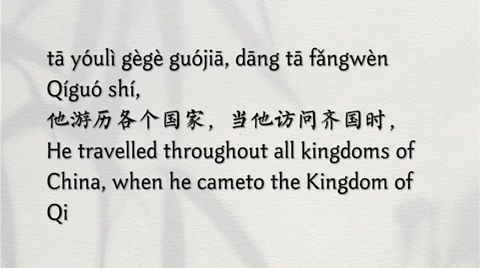 tā yóulì gègè guójiā, dāng tā fǎngwèn
Qíguó shí,
他游历各个国家，当他访问齐国时，
He travelled throughout all kingdoms of
China, when he cameto the Kingdom of
Qi